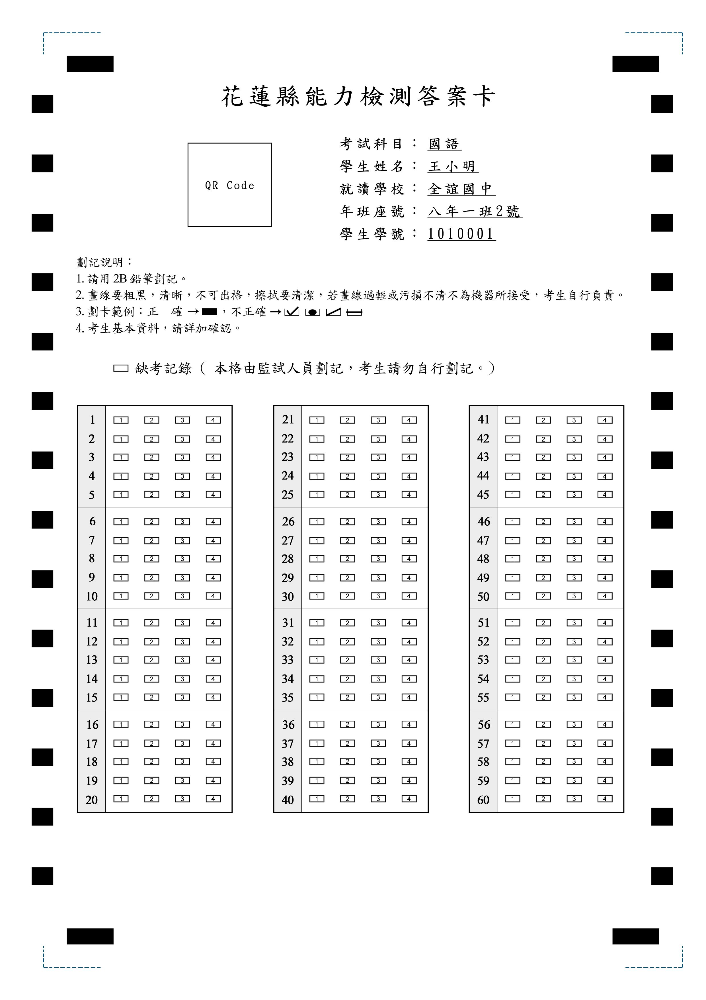 花蓮縣能力檢測答案卡
QR Code
考試科目： 國語
學生姓名： 王小明
就讀學校： 全誼國中
年班座號： 八年一班2號
學生學號： 1010001
劃記說明：
1. 請用 2B 鉛筆劃記。
2. 畫線要粗黑，清晰，不可出格，擦拭要清潔，若畫線過輕或污損不清不為機器所接受，考生自行負責。
3. 劃卡範例：正　確 →，不正確 →
4. 考生基本資料，請詳加確認。
缺考記錄（ 本格由監試人員劃記，考生請勿自行劃記。）
1 1 2 3 4
2 1 2 3 4
3 1 2 3 4
4 1 2 3 4
5 1 2 3 4
6 1 2 3 4
7 1 2 3 4
8 1 2 3 4
9 1 2 3 4
10 1 2 3 4
11 1 2 3 4
12 1 2 3 4
13 1 2 3 4
14 1 2 3 4
15 1 2 3 4
16 1 2 3 4
17 1 2 3 4
18 1 2 3 4
19 1 2 3 4
20 1 2 3 4
21 1 2 3 4
22 1 2 3 4
23 1 2 3 4
24 1 2 3 4
25 1 2 3 4
26 1 2 3 4
27 1 2 3 4
28 1 2 3 4
29 1 2 3 4
30 1 2 3 4
31 1 2 3 4
32 1 2 3 4
33 1 2 3 4
34 1 2 3 4
35 1 2 3 4
36 1 2 3 4
37 1 2 3 4
38 1 2 3 4
39 1 2 3 4
40 1 2 3 4
41 1 2 3 4
42 1 2 3 4
43 1 2 3 4
44 1 2 3 4
45 1 2 3 4
46 1 2 3 4
47 1 2 3 4
48 1 2 3 4
49 1 2 3 4
50 1 2 3 4
51 1 2 3 4
52 1 2 3 4
53 1 2 3 4
54 1 2 3 4
55 1 2 3 4
56 1 2 3 4
57 1 2 3 4
58 1 2 3 4
59 1 2 3 4
60 1 2 3 4